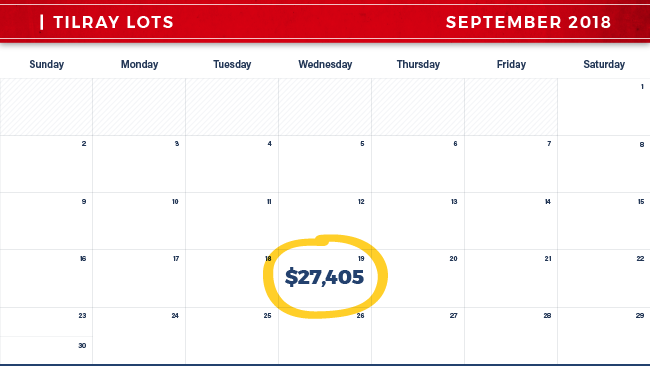 | TILRAY LOTS SEPTEMBER 2018
Sunday Monday Tuesday Wednesday Thursday Friday Saturday
1
2 3 4 5 6 7 8
9 10 11 12 13 14 15
16 17 18 19 20 21 22
$27,405
23 24 25 26 27 28 29
30